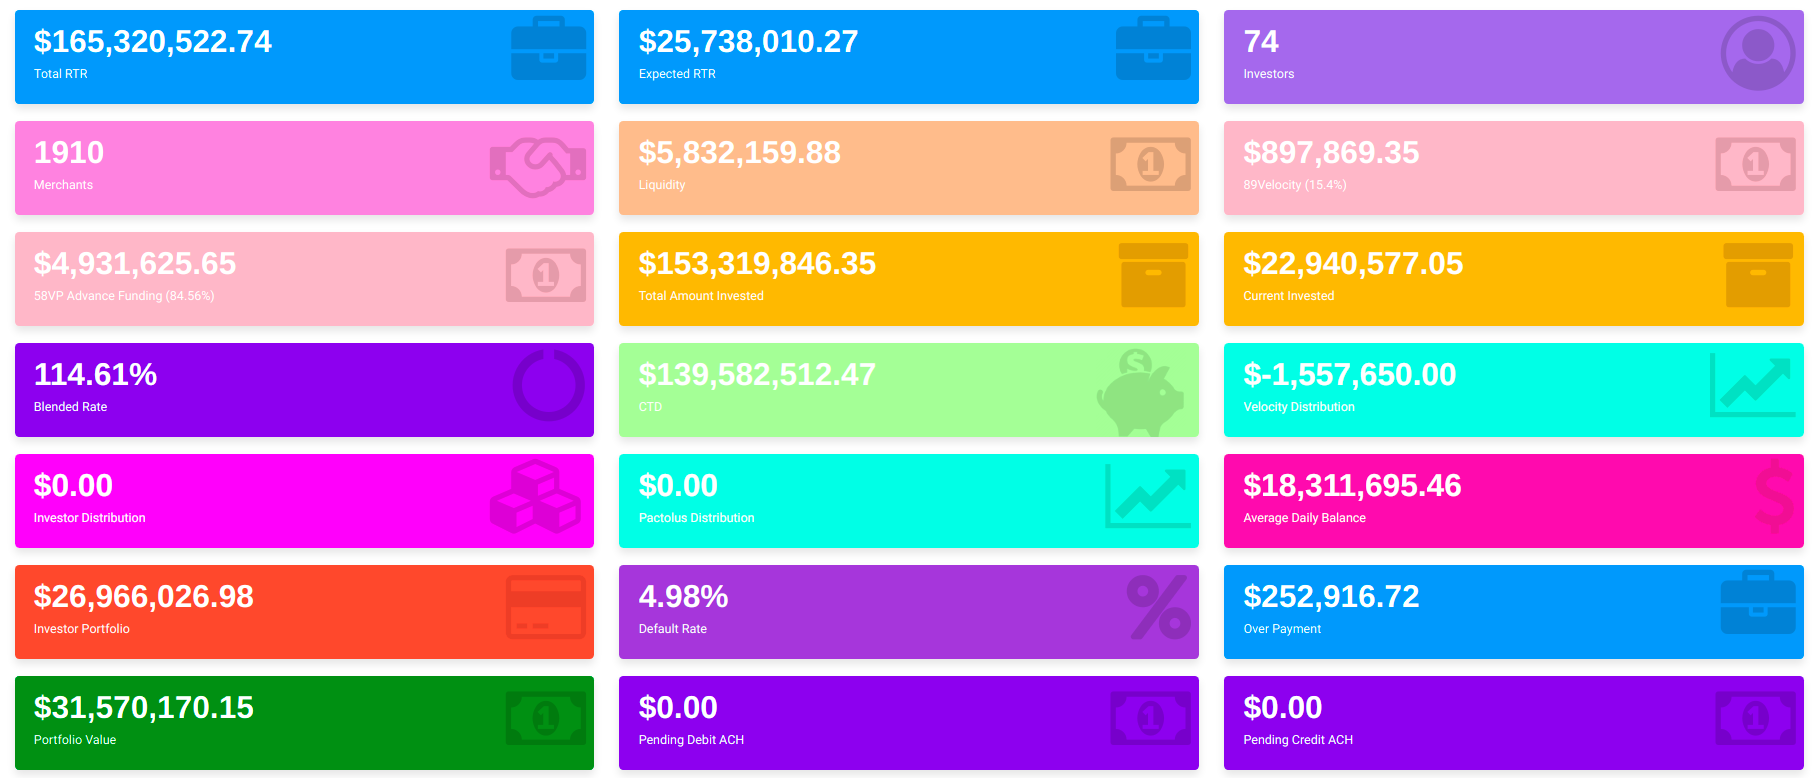 $165,320,522.74
Total RTR
$25,738,010.27
Expected RTR
74
Investors
1910
Merchants
$5,832,159.88
Liquidity
$897,869.35
89Velocity (15.4%)
$4,931,625.65
58VP Advance Funding (84.56%)
$153,319,846.35
Total Amount Invested
$22,940,577.05
Current Invested
114.61%
Blended Rate
$139,582,512.47
CTD
$-1,557,650.00
Velocity Distribution
$0.00
Investor Distribution
$0.00
Pactolus Distribution
$18,311,695.46
Average Daily Balance
$26,966,026.98
Investor Portfolio
4.98%
Default Rate
$252,916.72
Over Payment
$31,570,170.15
Portfolio Value
$0.00
Pending Debit ACH
$0.00
Pending Credit ACH